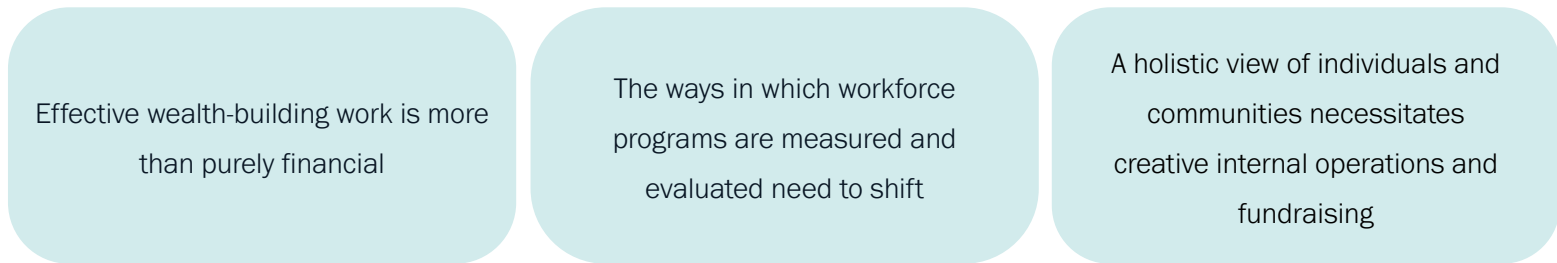 Effective wealth-building work is more
than purely financial
The ways in which workforce
programs are measured and
evaluated need to shift
A holistic view of individuals and
communities necessitates
creative internal operations and
fundraising